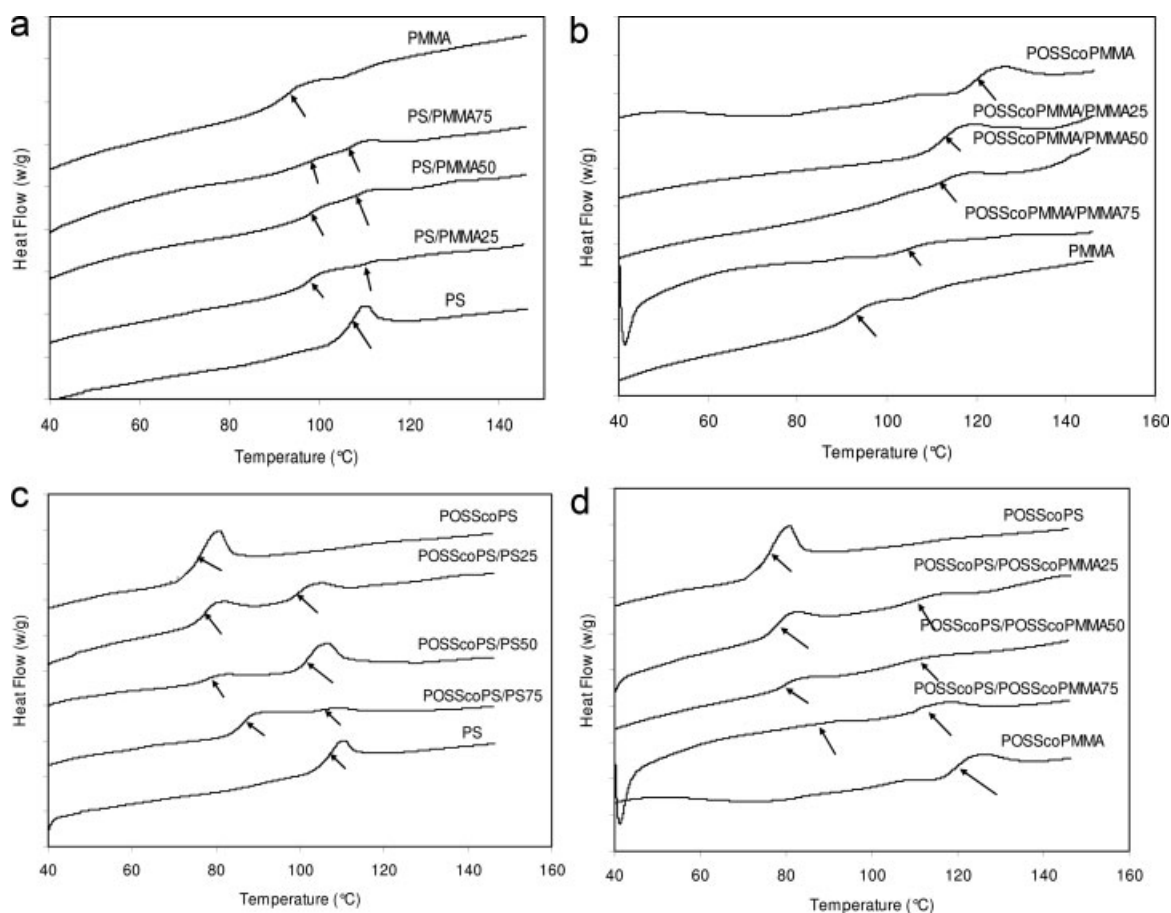 a
PMMA
PS/PMMA75
PS/PMMA50
PS/PMMA25
PS
Heat Flow (w/g)
40 60 80 100 120 140
Temperature (°C)
b
POSScoPMMA
POSScoPMMA/PMMA25
POSScoPMMA/PMMA50
POSScoPMMA/PMMA75
PMMA
Heat Flow (w/g)
40 60 80 100 120 140 160
Temperature (°C)
c
POSScoPS
POSScoPS/PS25
POSScoPS/PS50
POSScoPS/PS75
PS
Heat Flow (w/g)
40 60 80 100 120 140 160
Temperature (°C)
d
POSScoPS
POSScoPS/POSScoPMMA25
POSScoPS/POSScoPMMA50
POSScoPS/POSScoPMMA75
POSScoPMMA
Heat Flow (w/g)
40 60 80 100 120 140 160
Temperature (°C)